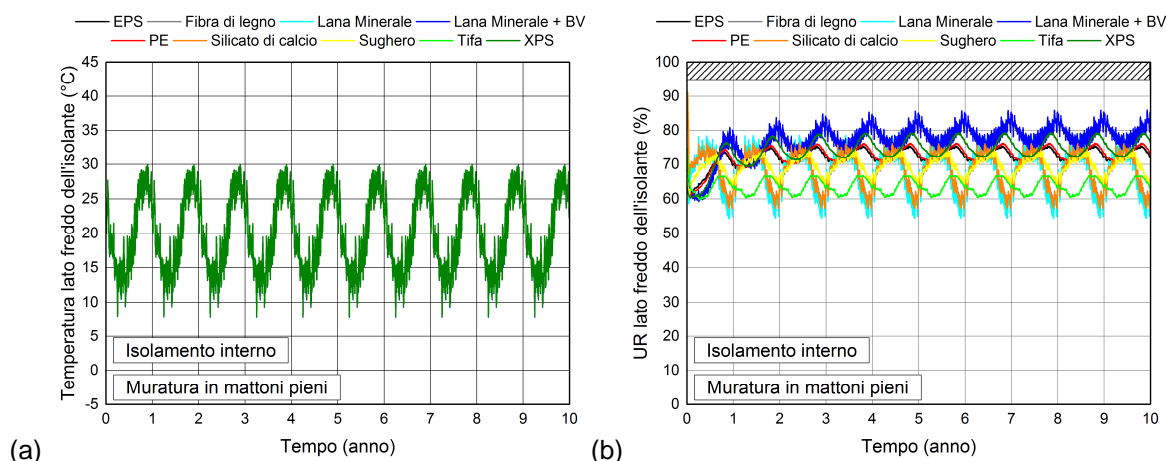 EPS Fibra di legno Lana Minerale Lana Minerale + BV
PE Silicato di calcio Sughero Tifa XPS
Temperatura lato freddo dell'isolante (°C)
45
40
35
30
25
20
15
10
5
0
-5
Isolamento interno
Muratura in mattoni pieni
0 1 2 3 4 5 6 7 8 9 10
Tempo (anno)
(a)
EPS Fibra di legno Lana Minerale Lana Minerale + BV
PE Silicato di calcio Sughero Tifa XPS
UR lato freddo dell'isolante (%)
100
90
80
70
60
50
40
30
20
10
0
Isolamento interno
Muratura in mattoni pieni
0 1 2 3 4 5 6 7 8 9 10
Tempo (anno)
(b)